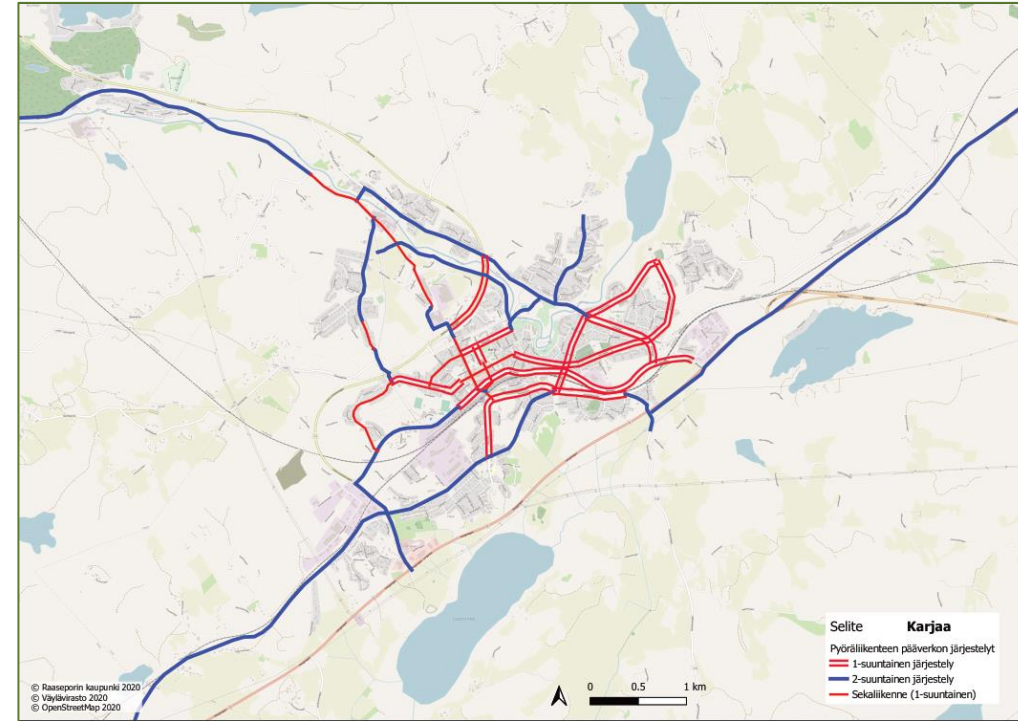 Selite Karjaa
Pyöräliikenteen pääverkon järjestelyt
1-suuntainen järjestely
2-suuntainen järjestely
Sekaliikenne (1-suuntainen)
© Raaseporin kaupunki 2020
© Väylävirasto 2020
© OpenStreetMap 2020
0 0.5 1 km